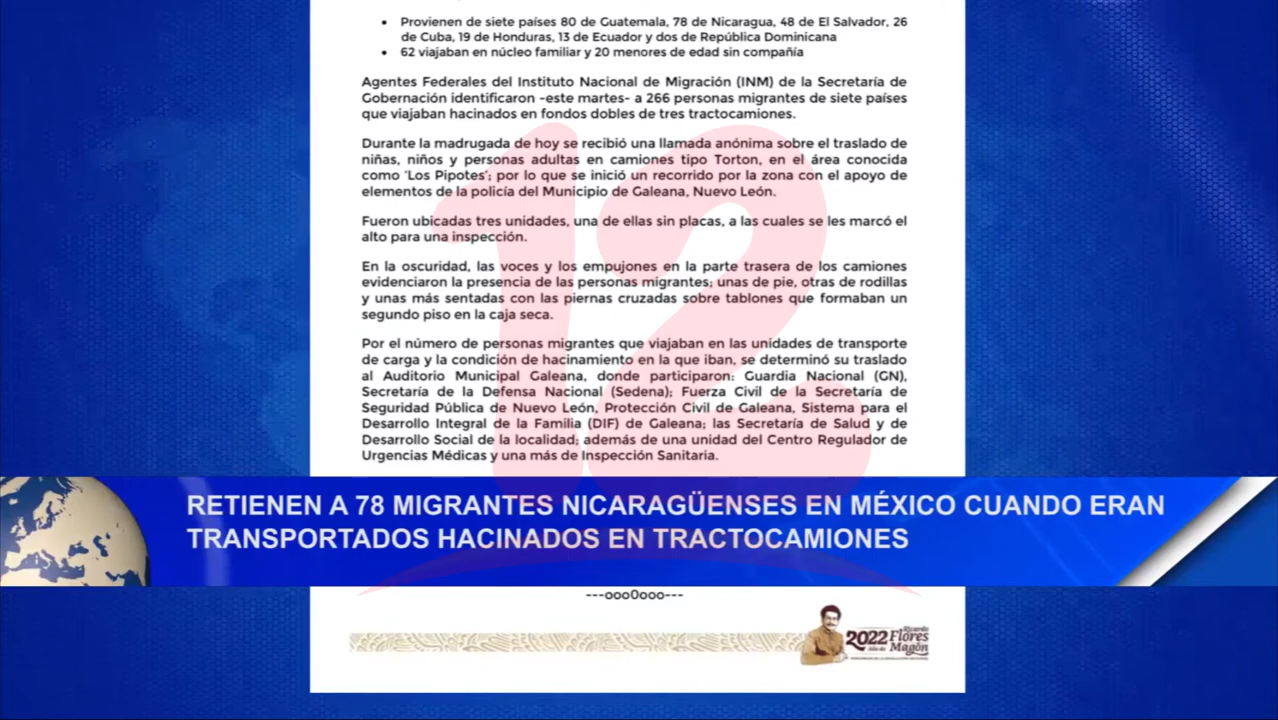 • Provienen de siete países 80 de Guatemala, 78 de Nicaragua, 48 de El Salvador, 26
de Cuba, 19 de Honduras, 13 de Ecuador y dos de República Dominicana
• 62 viajaban en núcleo familiar y 20 menores de edad sin compañía
Agentes Federales del Instituto Nacional de Migración (INM) de la Secretaría de
Gobernación identificaron -este martes- a 266 personas migrantes de siete países
que viajaban hacinados en fondos dobles de tres tractocamiones.
Durante la madrugada de hoy se recibió una llamada anónima sobre el traslado de
niñas, niños y personas adultas en camiones tipo Torton, en el área conocida
como 'Los Pipotes'; por lo que se inició un recorrido por la zona con el apoyo de
elementos de la policía del Municipio de Galeana, Nuevo León.
Fueron ubicadas tres unidades, una de ellas sin placas, a las cuales se les marcó el
alto para una inspección.
En la oscuridad, las voces y los empujones en la parte trasera de los camiones
evidenciaron la presencia de las personas migrantes; unas de pie, otras de rodillas
y unas más sentadas con las piernas cruzadas sobre tablones que formaban un
segundo piso en la caja seca.
Por el número de personas migrantes que viajaban en las unidades de transporte
de carga y la condición de hacinamiento en la que iban, se determinó su traslado
al Auditorio Municipal Galeana, donde participaron: Guardia Nacional (GN),
Secretaría de la Defensa Nacional (Sedena); Fuerza Civil de la Secretaría de
Seguridad Pública de Nuevo León, Protección Civil de Galeana, Sistema para el
Desarrollo Integral de la Familia (DIF) de Galeana; las Secretaría de Salud y de
Desarrollo Social de la localidad; además de una unidad del Centro Regulador de
Urgencias Médicas y una más de Inspección Sanitaria.
12
RETIENEN A 78 MIGRANTES NICARAGÜENSES EN MÉXICO CUANDO ERAN
TRANSPORTADOS HACINADOS EN TRACTOCAMIONES
---ooo0ooo---
2022 Ricardo
Año de Flores
Magón